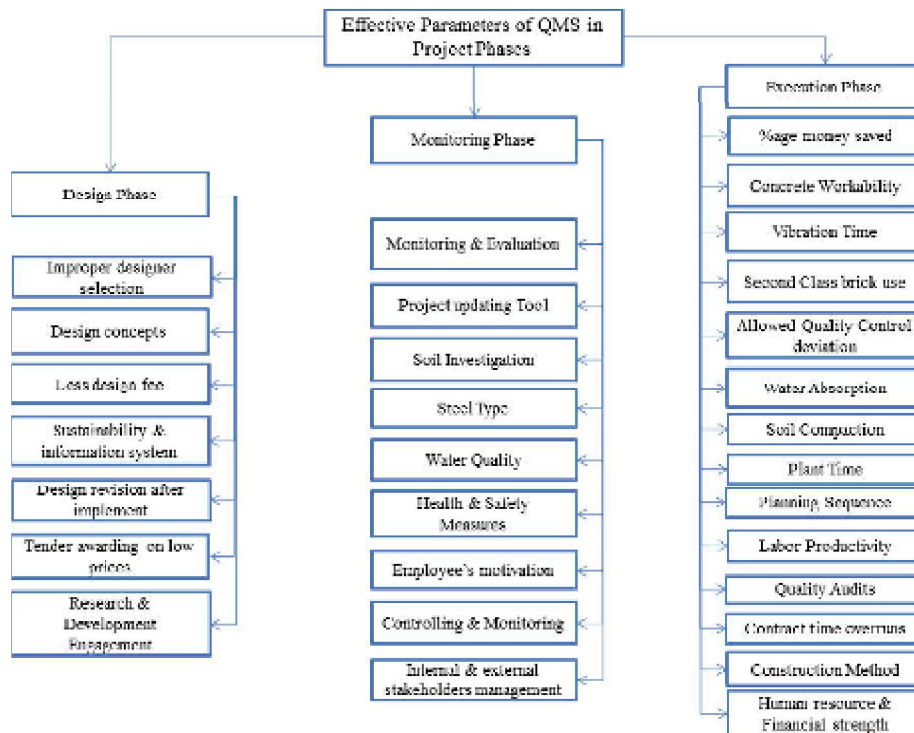 Effective Parameters of QMS in
Project Phases
Design Phase
Improper designer
selection
Design concepts
Less design fee
Sustainability &
information system
Design revision after
implement
Tender awarding on low
prices
Research &
Development
Engagement
Monitoring Phase
Monitoring & Evaluation
Project updating Tool
Soil Investigation
Steel Type
Water Quality
Health & Safety
Measures
Employee's motivation
Controlling & Monitoring
Internal & external
stakeholders management
Execution Phase
%age money saved
Concrete Workability
Vibration Time
Second Class brick use
Allowed Quality Control
deviation
Water Absorption
Soil Compaction
Plant Time
Planning Sequence
Labor Productivity
Quality Audits
Contract time overruns
Construction Method
Human resource &
Financial strength